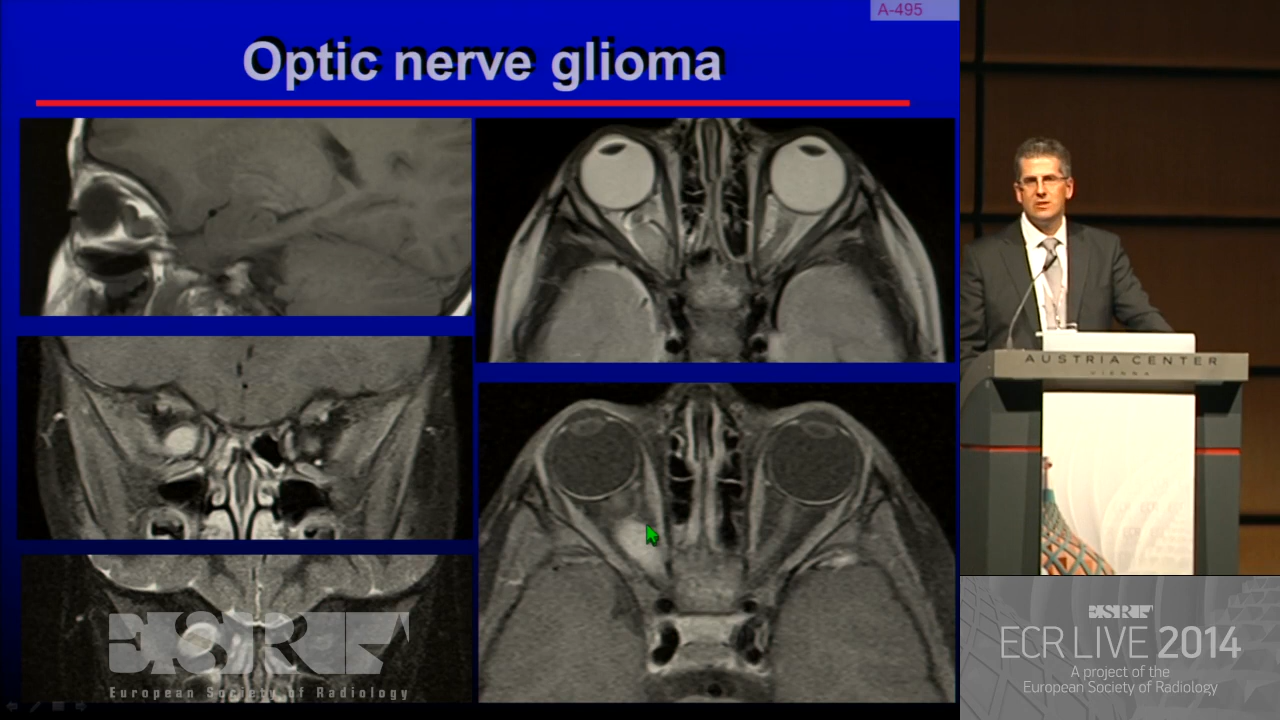 A-495
Optic nerve glioma
AUSTRIA CENTER
VIENNA
ESR
European Society of Radiology
ESR
ECR LIVE 2014
A project of the
European Society of Radiology